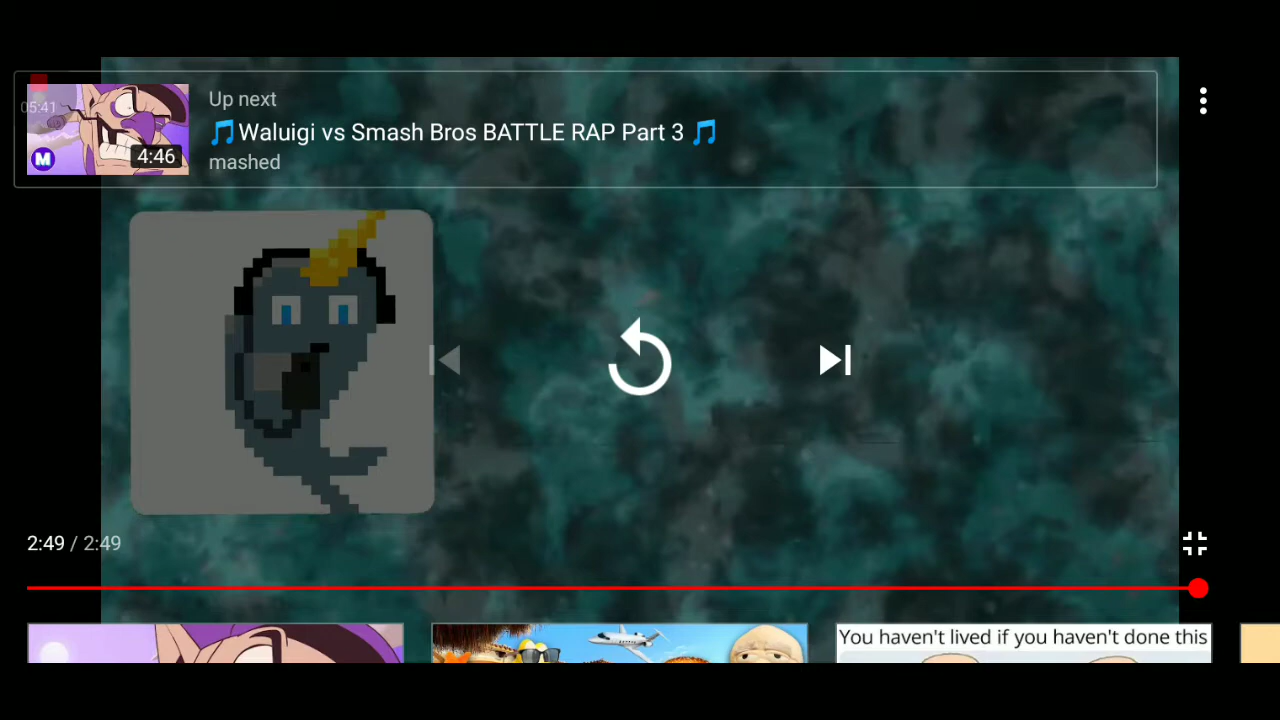 Up next
05:41
🎵Waluigi vs Smash Bros BATTLE RAP Part 3 🎵
M
4:46
mashed
2:49 / 2:49
You haven't lived if you haven't done this